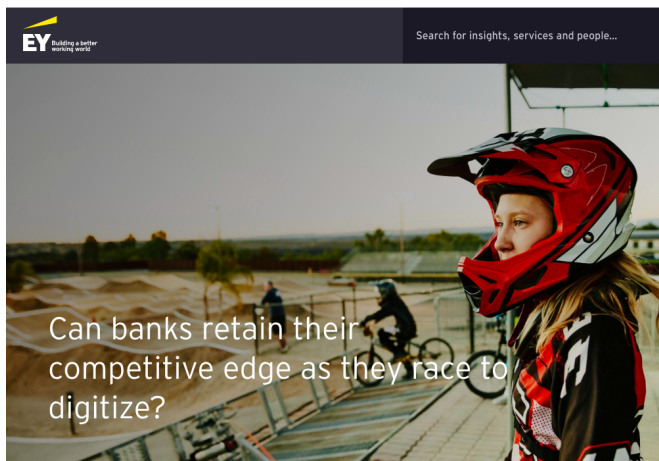 EY
Building a better
working world
Search for insights, services and people...
Can banks retain their
competitive edge as they race to
digitize?